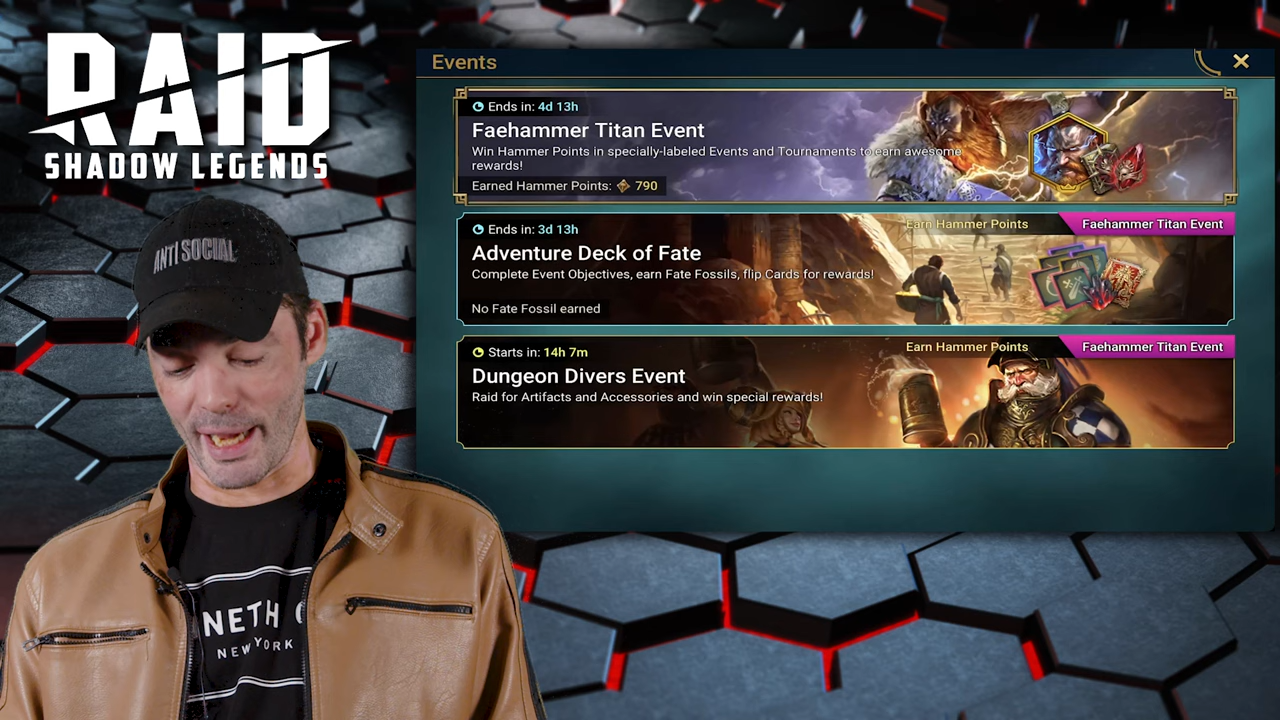 RAID
SHADOW LEGENDS
ANTI SOCIAL
NETH
NEW YORK
Events
Ends in: 4d 13h
Faehammer Titan Event
Win Hammer Points in specially-labeled Events and Tournaments to earn awesome
rewards!
Earned Hammer Points: 790
Ends in: 3d 13h
Earn Hammer Points
Faehammer Titan Event
Adventure Deck of Fate
Complete Event Objectives, earn Fate Fossils, flip Cards for rewards!
No Fate Fossil earned
Starts in: 14h 7m
Earn Hammer Points
Faehammer Titan Event
Dungeon Divers Event
Raid for Artifacts and Accessories and win special rewards!